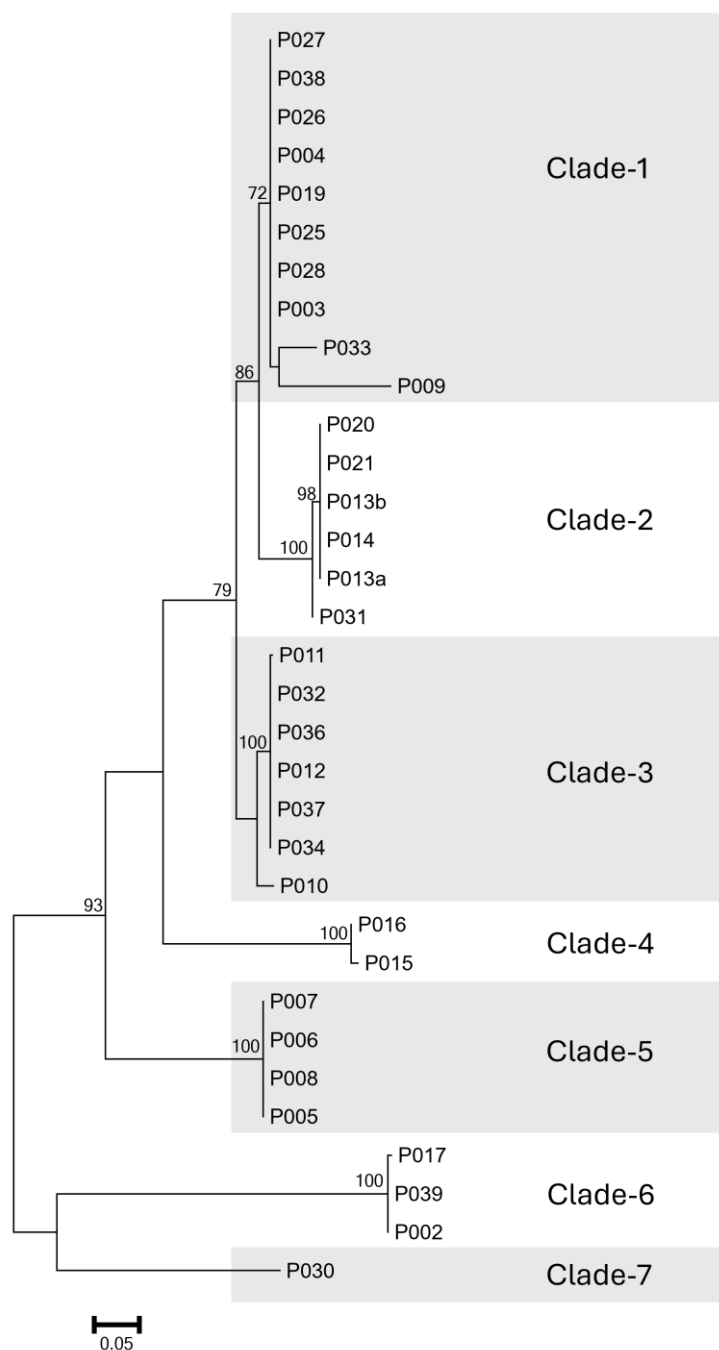 P027
P038
P026
P004
72 P019
P025
P028
P003
Clade-1
P033
86
P009
P020
P021
98 P013b
P014
100
P013a
P031
Clade-2
79
P011
P032
P036
100
P012
P037
P034
P010
Clade-3
93
P016
100
P015
Clade-4
P007
P006
100
P008
P005
Clade-5
P017
100
P039
P002
Clade-6
P030
Clade-7
0.05